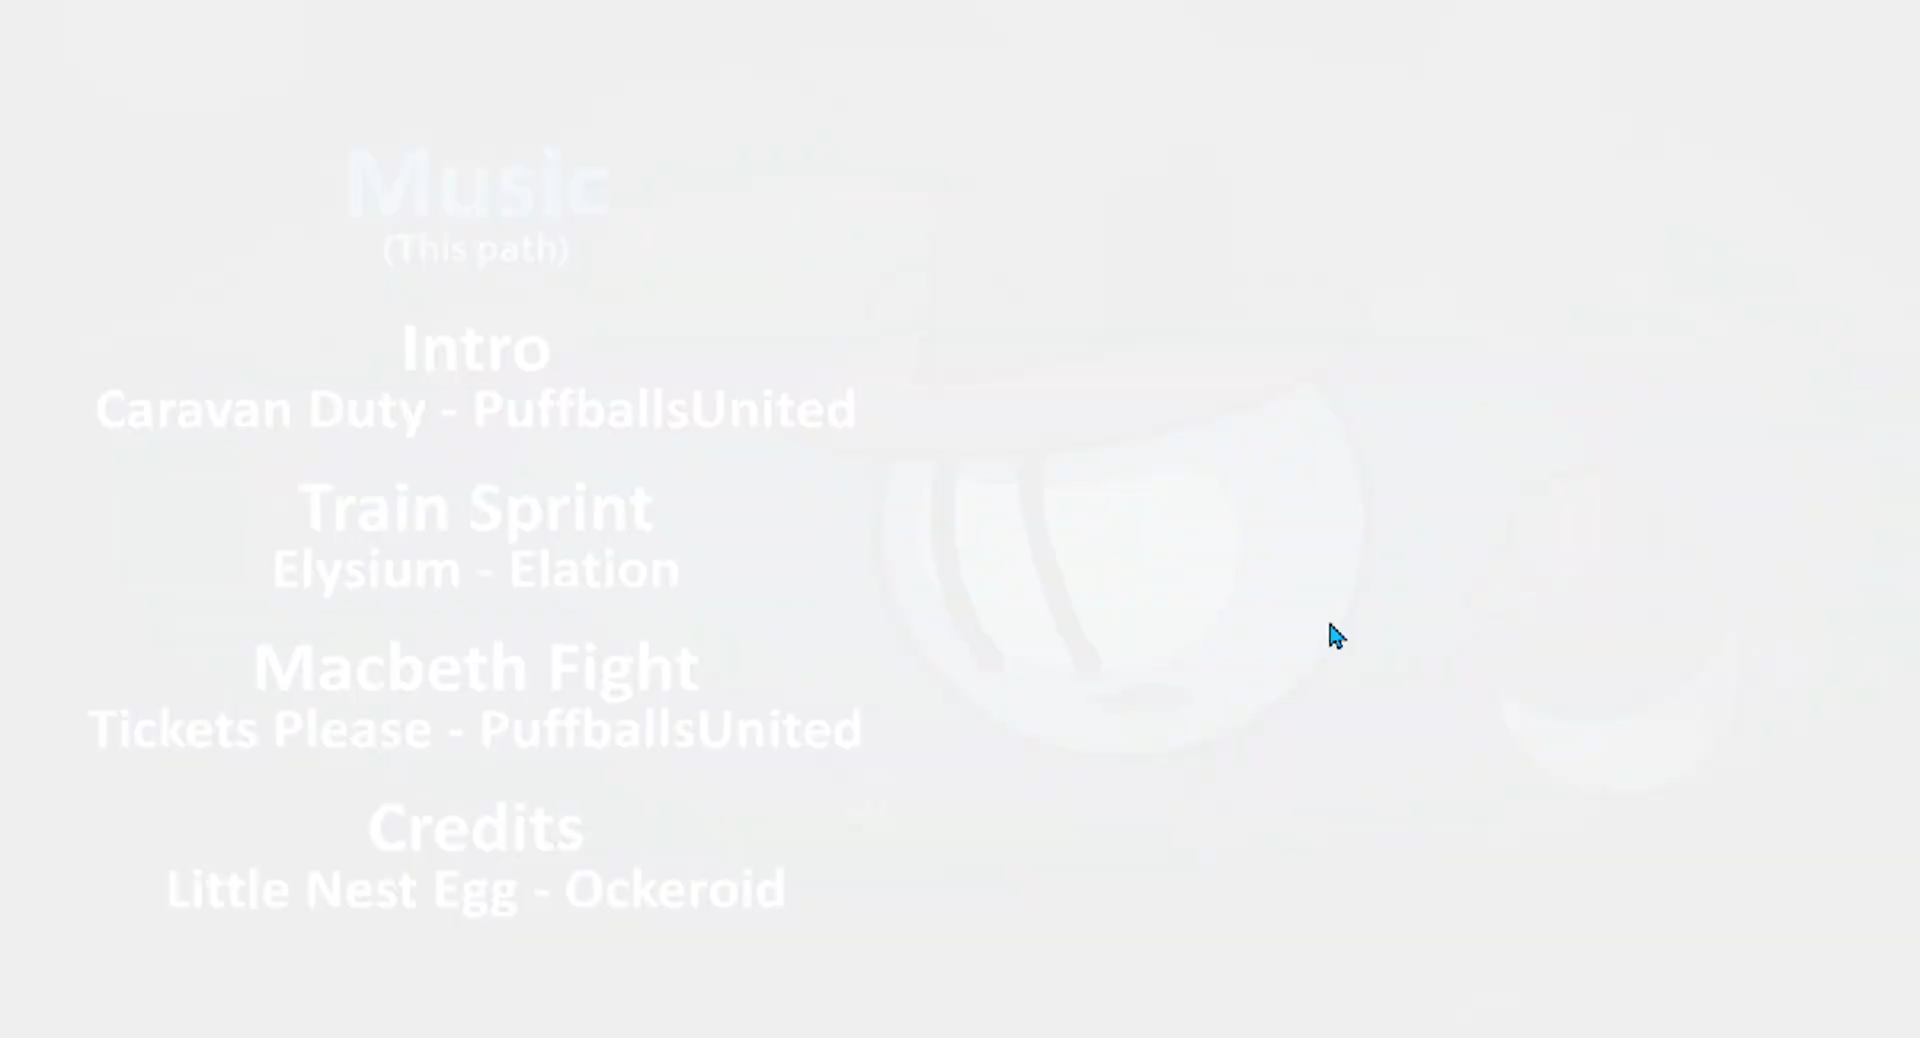 Music
(This path)
Intro
Caravan Duty - PuffballsUnited
Train Sprint
Elysium - Elation
Macbeth Fight
Tickets Please - PuffballsUnited
Credits
Little Nest Egg - Ockeroid